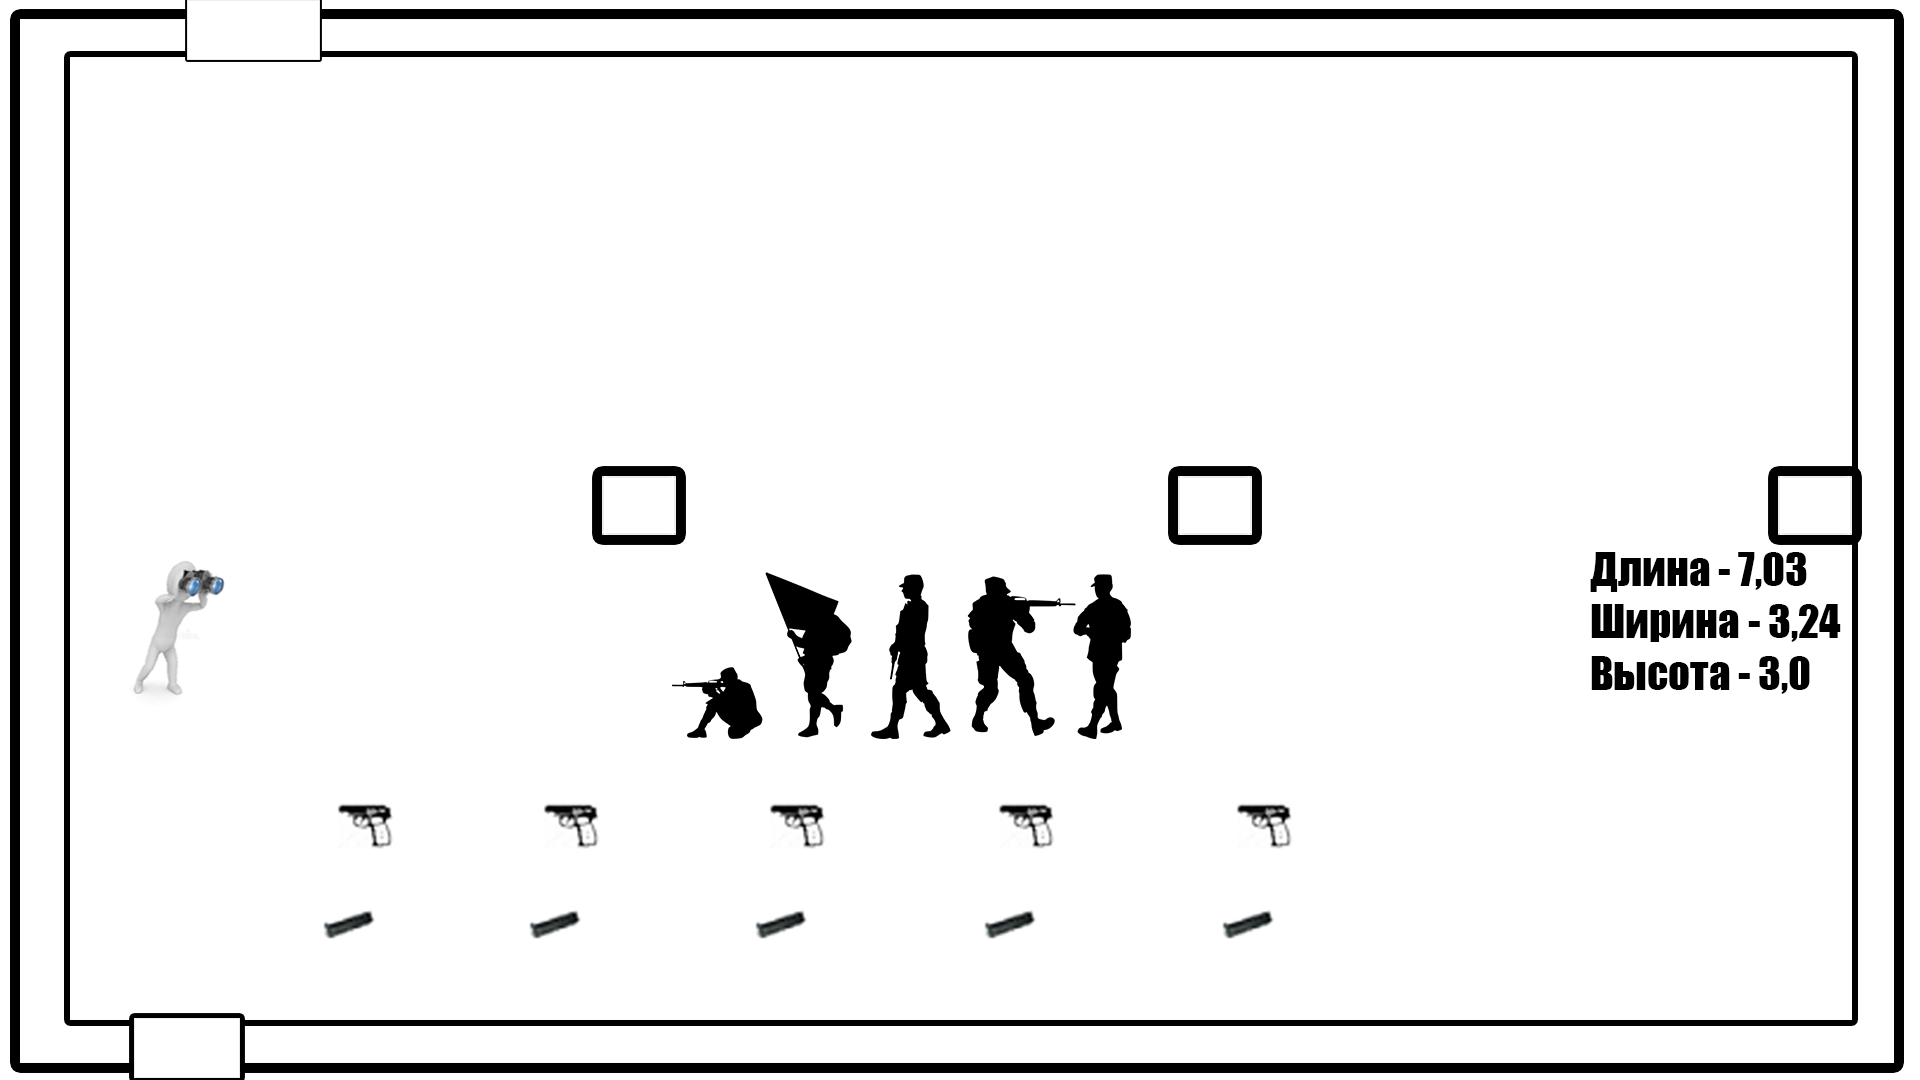 Длина - 7,03
Ширина - 3,24
Высота - 3,0